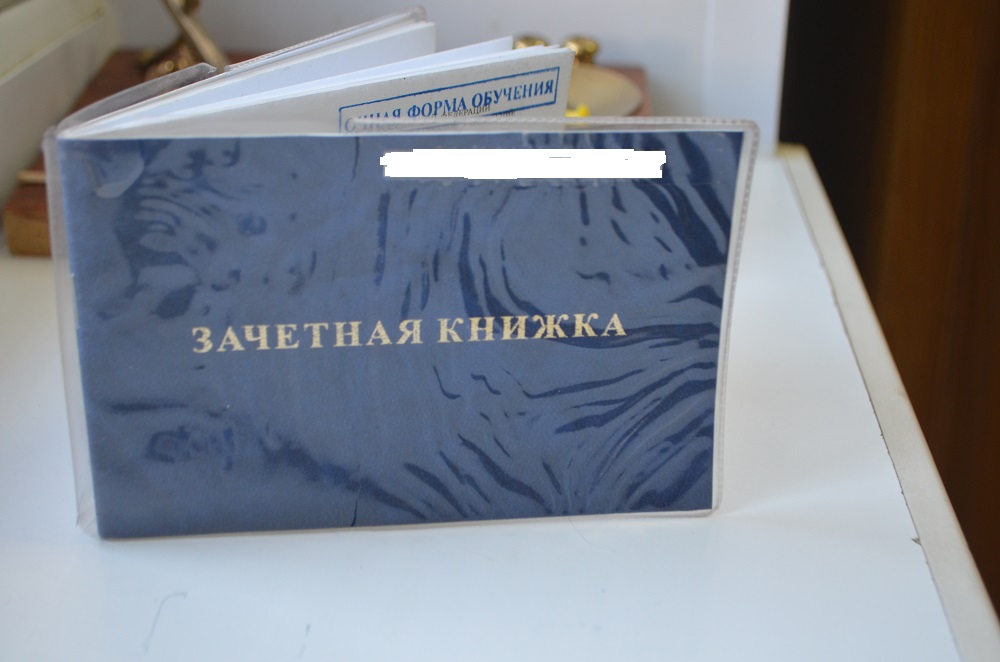 ФОРМА ОБУЧЕНИЯ
ЗАЧЕТНАЯ КНИЖКА